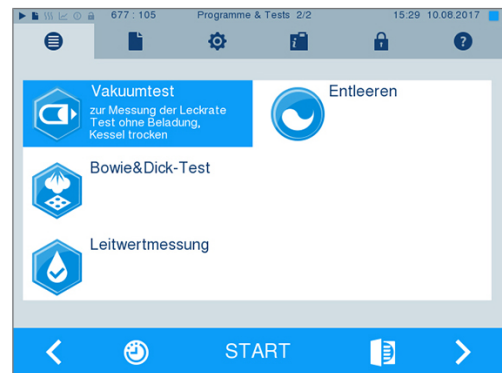 677 : 105 Programme & Tests 2/2 15:29 10.08.2017
Vakuumtest
zur Messung der Leckrate
Test ohne Beladung,
Kessel trocken
Entleeren
Bowie&Dick-Test
Leitwertmessung
START